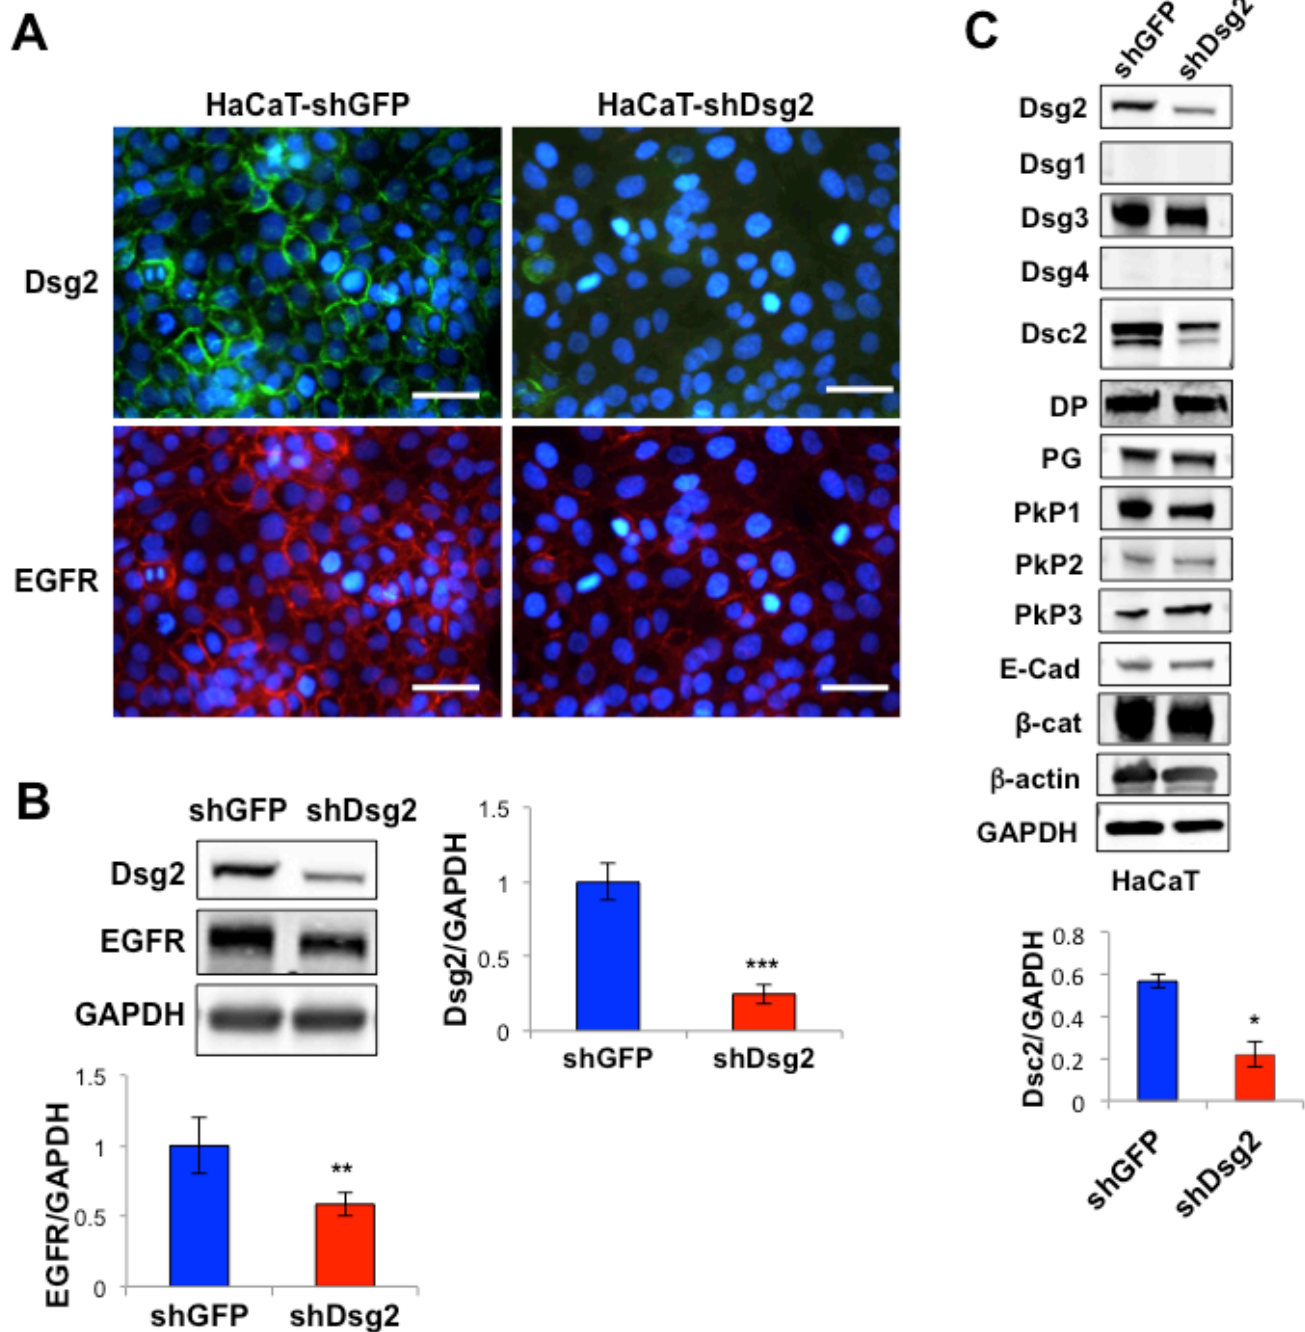 A
HaCaT-shGFP HaCaT-shDsg2
Dsg2
EGFR
B
shGFP shDsg2
Dsg2
EGFR
GAPDH
Dsg2/GAPDH
1.5
1
0.5
0
***
shGFP shDsg2
EGFR/GAPDH
1.5
1
0.5
0
**
shGFP shDsg2
C
shGFP shDsg2
Dsg2
Dsg1
Dsg3
Dsg4
Dsc2
DP
PG
PkP1
PkP2
PkP3
E-Cad
β-cat
β-actin
GAPDH
HaCaT
Dsc2/GAPDH
0.8
0.6
0.4
0.2
0
*
shGFP shDsg2